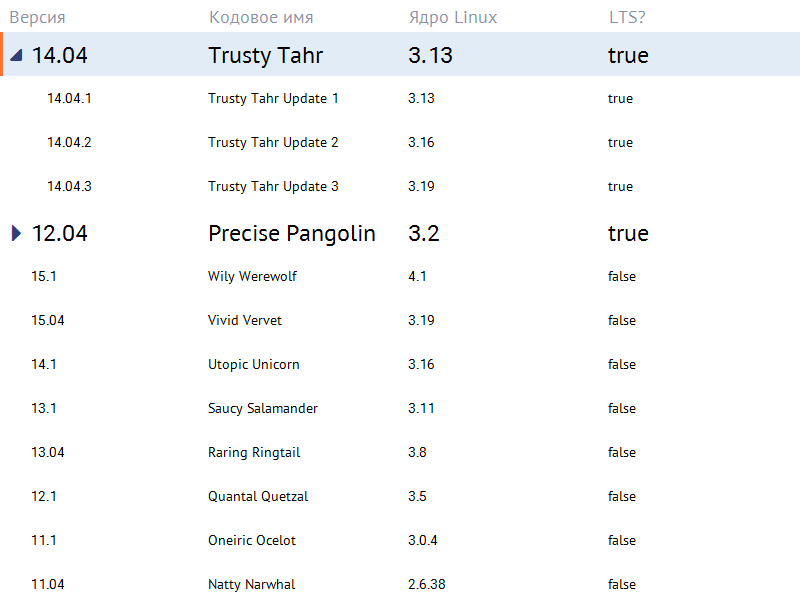 Версия Кодовое имя Ядро Linux LTS?
14.04 Trusty Tahr 3.13 true
14.04.1 Trusty Tahr Update 1 3.13 true
14.04.2 Trusty Tahr Update 2 3.16 true
14.04.3 Trusty Tahr Update 3 3.19 true
12.04 Precise Pangolin 3.2 true
15.1 Wily Werewolf 4.1 false
15.04 Vivid Vervet 3.19 false
14.1 Utopic Unicorn 3.16 false
13.1 Saucy Salamander 3.11 false
13.04 Raring Ringtail 3.8 false
12.1 Quantal Quetzal 3.5 false
11.1 Oneiric Ocelot 3.0.4 false
11.04 Natty Narwhal 2.6.38 false